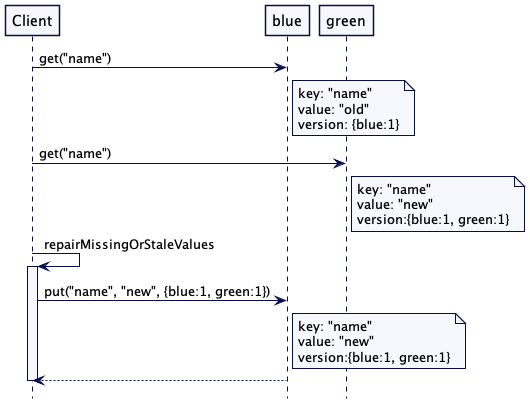 Client
blue
green
get("name")
key: "name"
value: "old"
version: {blue:1}
get("name")
key: "name"
value: "new"
version:{blue:1, green:1}
repairMissingOrStaleValues
put("name", "new", {blue:1, green:1})
key: "name"
value: "new"
version:{blue:1, green:1}